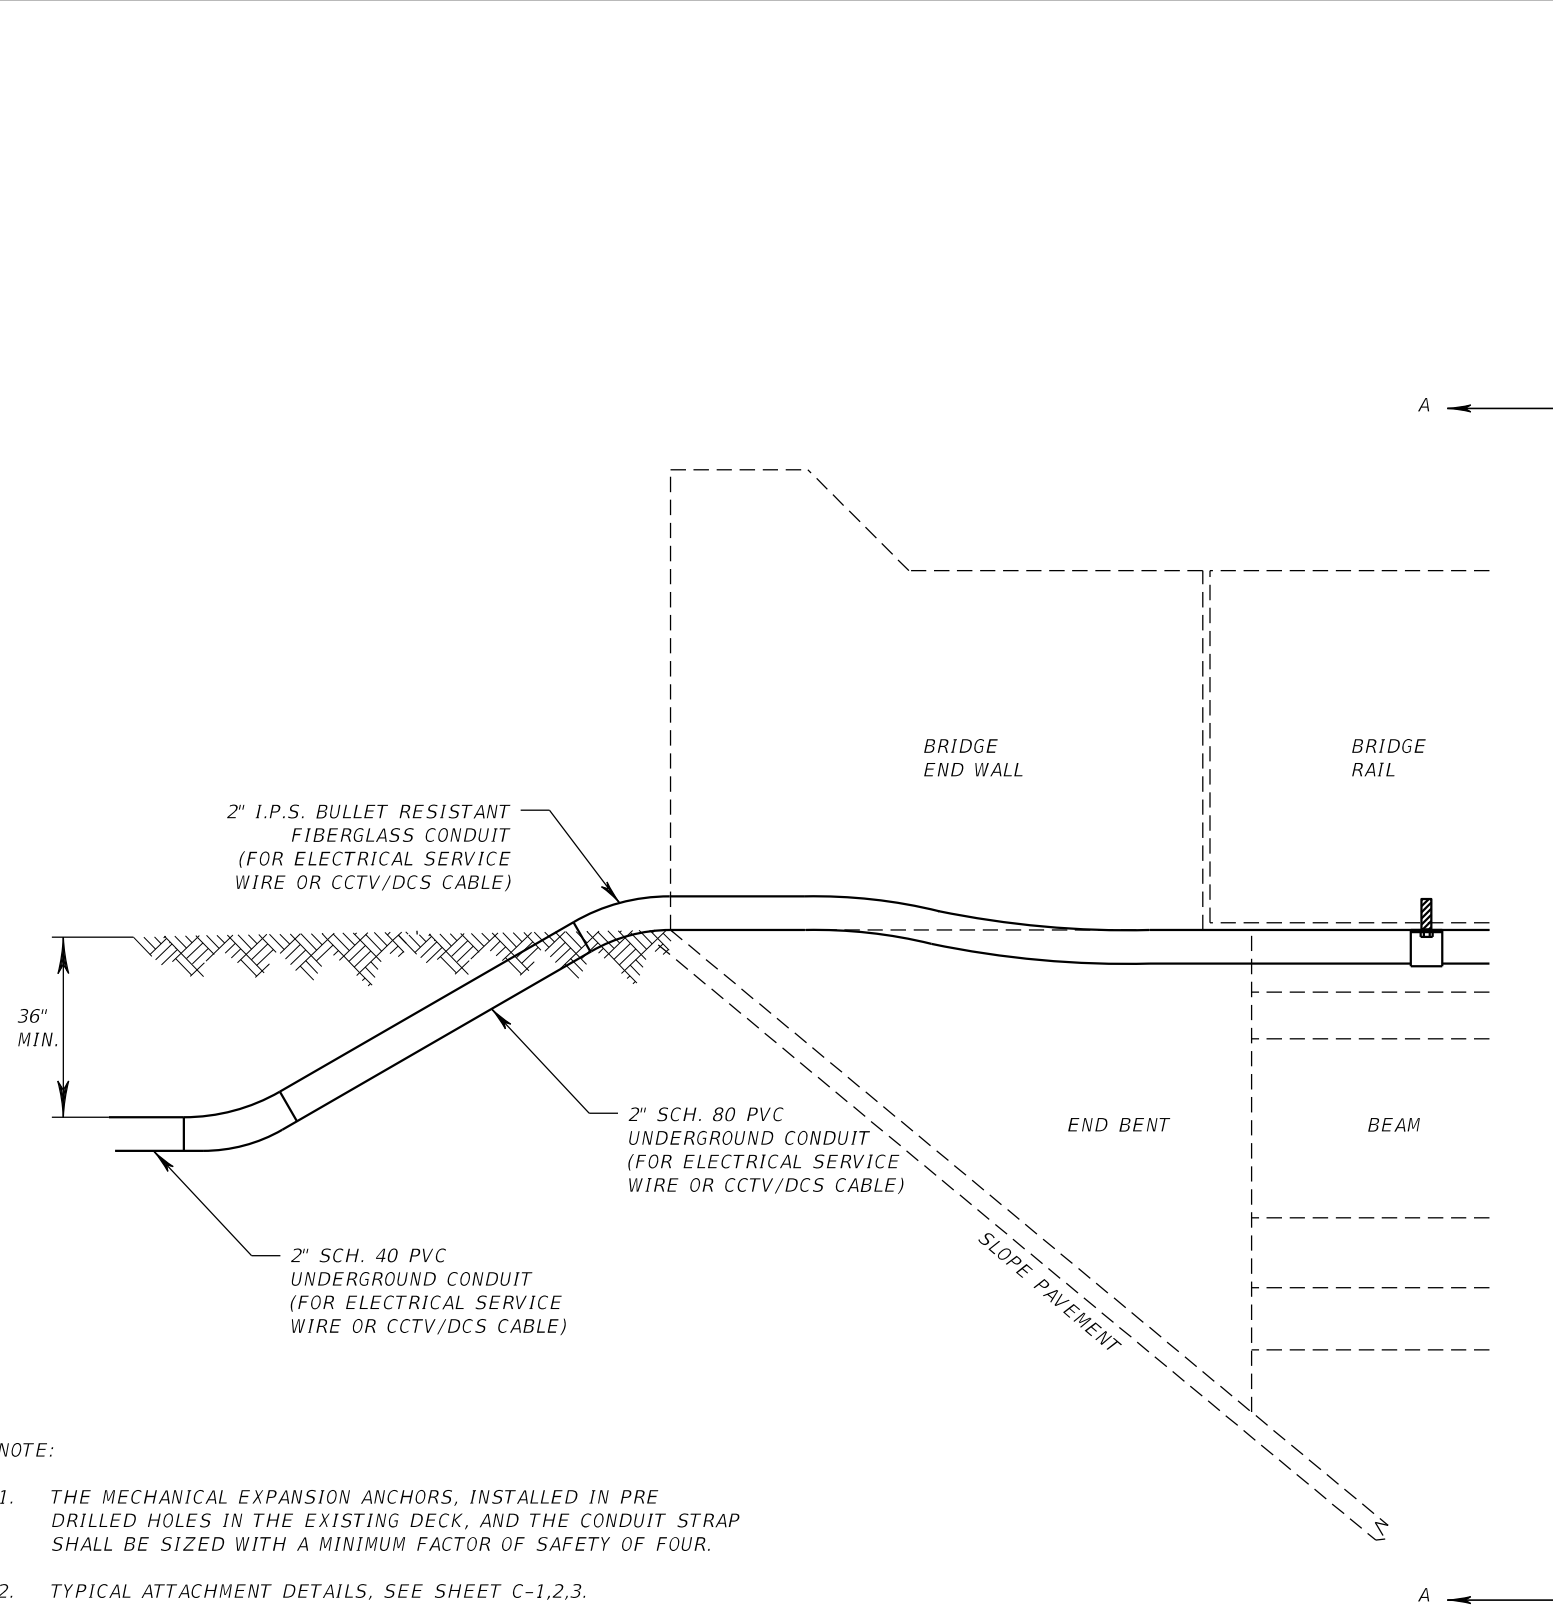 A
BRIDGE
END WALL
BRIDGE
RAIL
2" I.P.S. BULLET RESISTANT
FIBERGLASS CONDUIT
(FOR ELECTRICAL SERVICE
WIRE OR CCTV/DCS CABLE)
36"
MIN.
2" SCH. 80 PVC
UNDERGROUND CONDUIT
(FOR ELECTRICAL SERVICE
WIRE OR CCTV/DCS CABLE)
END BENT
BEAM
2" SCH. 40 PVC
UNDERGROUND CONDUIT
(FOR ELECTRICAL SERVICE
WIRE OR CCTV/DCS CABLE)
SLOPE PAVEMENT
NOTE:
1. THE MECHANICAL EXPANSION ANCHORS, INSTALLED IN PRE
DRILLED HOLES IN THE EXISTING DECK, AND THE CONDUIT STRAP
SHALL BE SIZED WITH A MINIMUM FACTOR OF SAFETY OF FOUR.
2. TYPICAL ATTACHMENT DETAILS, SEE SHEET C-1,2,3.
A